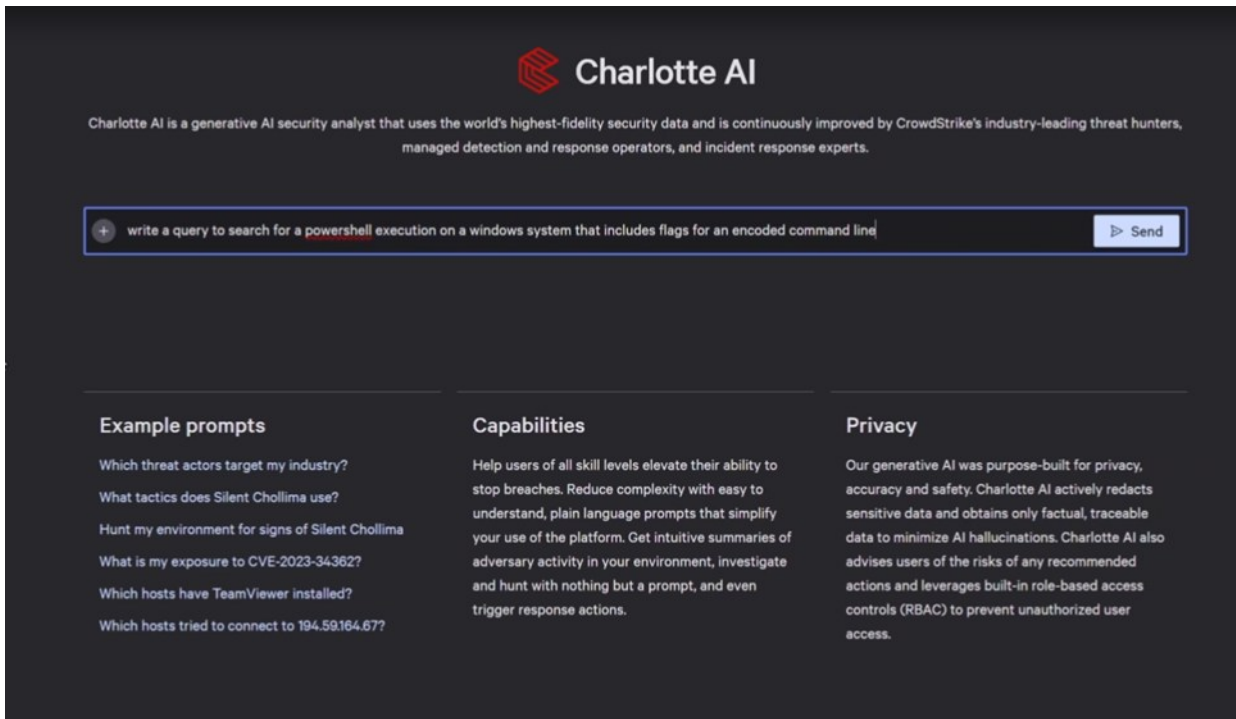 Charlotte AI
Charlotte AI is a generative AI security analyst that uses the world's highest-fidelity security data and is continuously improved by CrowdStrike's industry-leading threat hunters,
managed detection and response operators, and incident response experts.
write a query to search for a powershell execution on a windows system that includes flags for an encoded command line
Send
Example prompts
Which threat actors target my industry?
What tactics does Silent Chollima use?
Hunt my environment for signs of Silent Chollima
What is my exposure to CVE-2023-34362?
Which hosts have TeamViewer installed?
Which hosts tried to connect to 194.59.164.67?
Capabilities
Help users of all skill levels elevate their ability to
stop breaches. Reduce complexity with easy to
understand, plain language prompts that simplify
your use of the platform. Get intuitive summaries of
adversary activity in your environment, investigate
and hunt with nothing but a prompt, and even
trigger response actions.
Privacy
Our generative AI was purpose-built for privacy,
accuracy and safety. Charlotte AI actively redacts
sensitive data and obtains only factual, traceable
data to minimize AI hallucinations. Charlotte AI also
advises users of the risks of any recommended
actions and leverages built-in role-based access
controls (RBAC) to prevent unauthorized user
access.